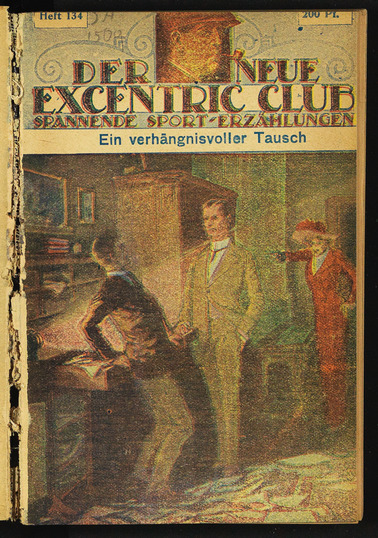 Heft 134
200 Pf.
DER NEUE
EXCENTRIC CLUB
SPANNENDE SPORT-ERZÄHLUNGEN
Ein verhängnisvoller Tausch